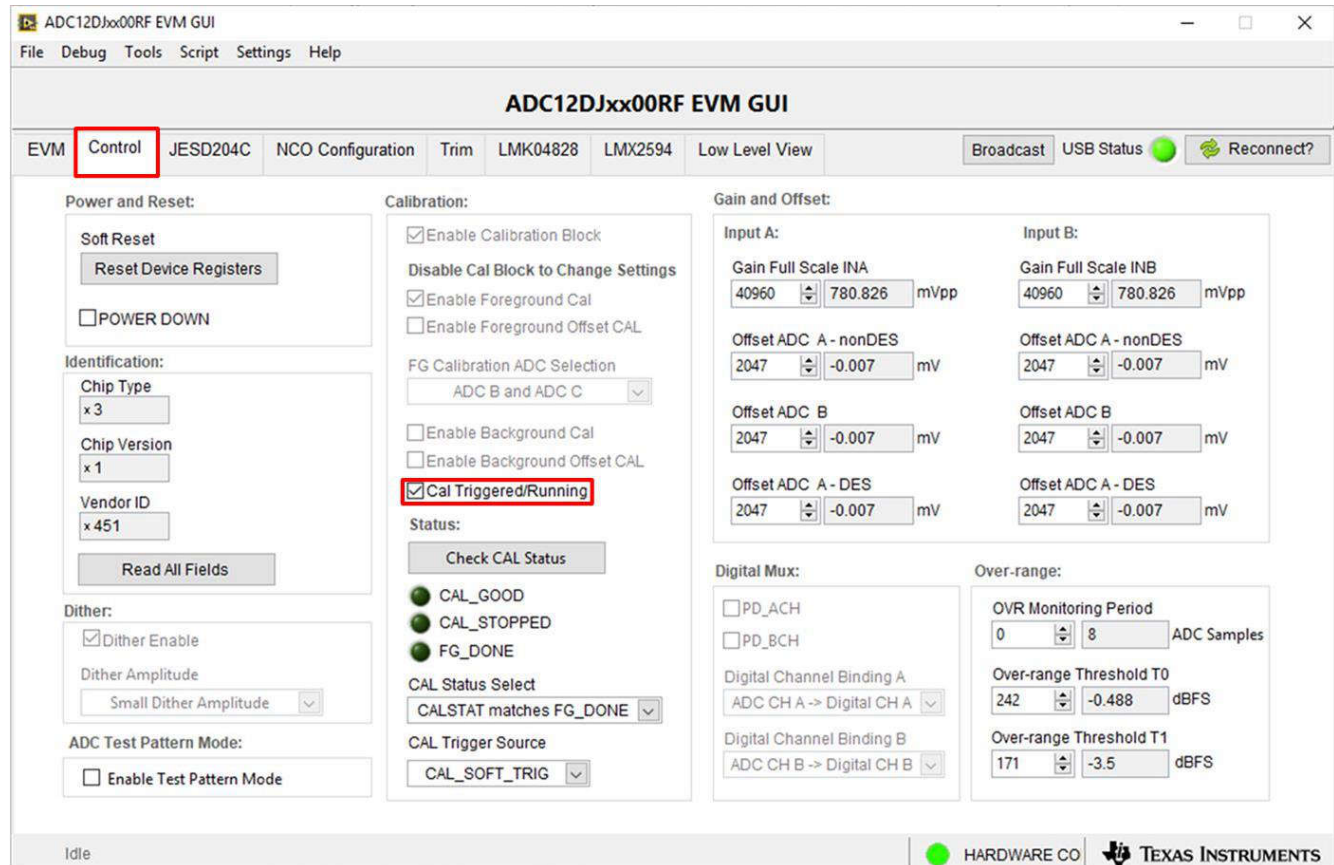 ADC12DJxx00RF EVM GUI
File Debug Tools Script Settings Help
ADC12DJxx00RF EVM GUI
EVM Control JESD204C NCO Configuration Trim LMK04828 LMX2594 Low Level View Broadcast USB Status Reconnect?
Power and Reset:
Soft Reset
Reset Device Registers
POWER DOWN
Identification:
Chip Type
x 3
Chip Version
x 1
Vendor ID
x 451
Read All Fields
Dither:
Dither Enable
Dither Amplitude
Small Dither Amplitude
ADC Test Pattern Mode:
Enable Test Pattern Mode
Calibration:
Enable Calibration Block
Disable Cal Block to Change Settings
Enable Foreground Cal
Enable Foreground Offset CAL
FG Calibration ADC Selection
ADC B and ADC C
Enable Background Cal
Enable Background Offset CAL
Cal Triggered/Running
Status:
Check CAL Status
CAL_GOOD
CAL_STOPPED
FG_DONE
CAL Status Select
CALSTAT matches FG_DONE
CAL Trigger Source
CAL_SOFT_TRIG
Gain and Offset:
Input A:
Gain Full Scale INA
40960 780.826 mVpp
Offset ADC A - nonDES
2047 -0.007 mV
Offset ADC B
2047 -0.007 mV
Offset ADC A - DES
2047 -0.007 mV
Input B:
Gain Full Scale INB
40960 780.826 mVpp
Offset ADC A - nonDES
2047 -0.007 mV
Offset ADC B
2047 -0.007 mV
Offset ADC A - DES
2047 -0.007 mV
Digital Mux:
PD_ACH
PD_BCH
Digital Channel Binding A
ADC CH A -> Digital CH A
Digital Channel Binding B
ADC CH B -> Digital CH B
Over-range:
OVR Monitoring Period
0 8 ADC Samples
Over-range Threshold T0
242 -0.488 dBFS
Over-range Threshold T1
171 -3.5 dBFS
Idle HARDWARE CO TEXAS INSTRUMENTS